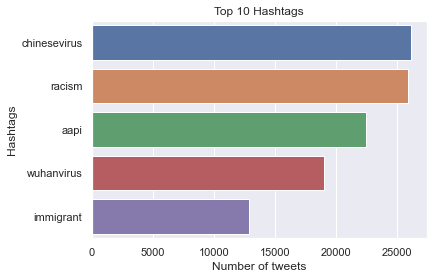 Top 10 Hashtags
Hashtags
chinesevirus
racism
aapi
wuhanvirus
immigrant
0 5000 10000 15000 20000 25000
Number of tweets